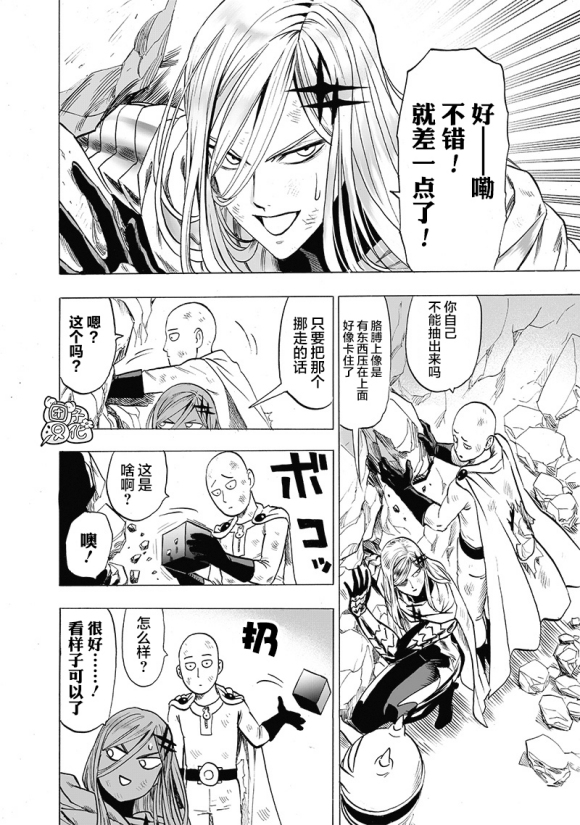 好——嘞
不错！
就差一点了！
你自己
不能抽出来吗
胳膊上像是
有东西压在上面
好像卡住了
只要把那个
挪走的话
嗯？
这个吗？
ボコッ
这是
啥啊？
噢！
扔
怎么样？
很好……！
看样子可以了